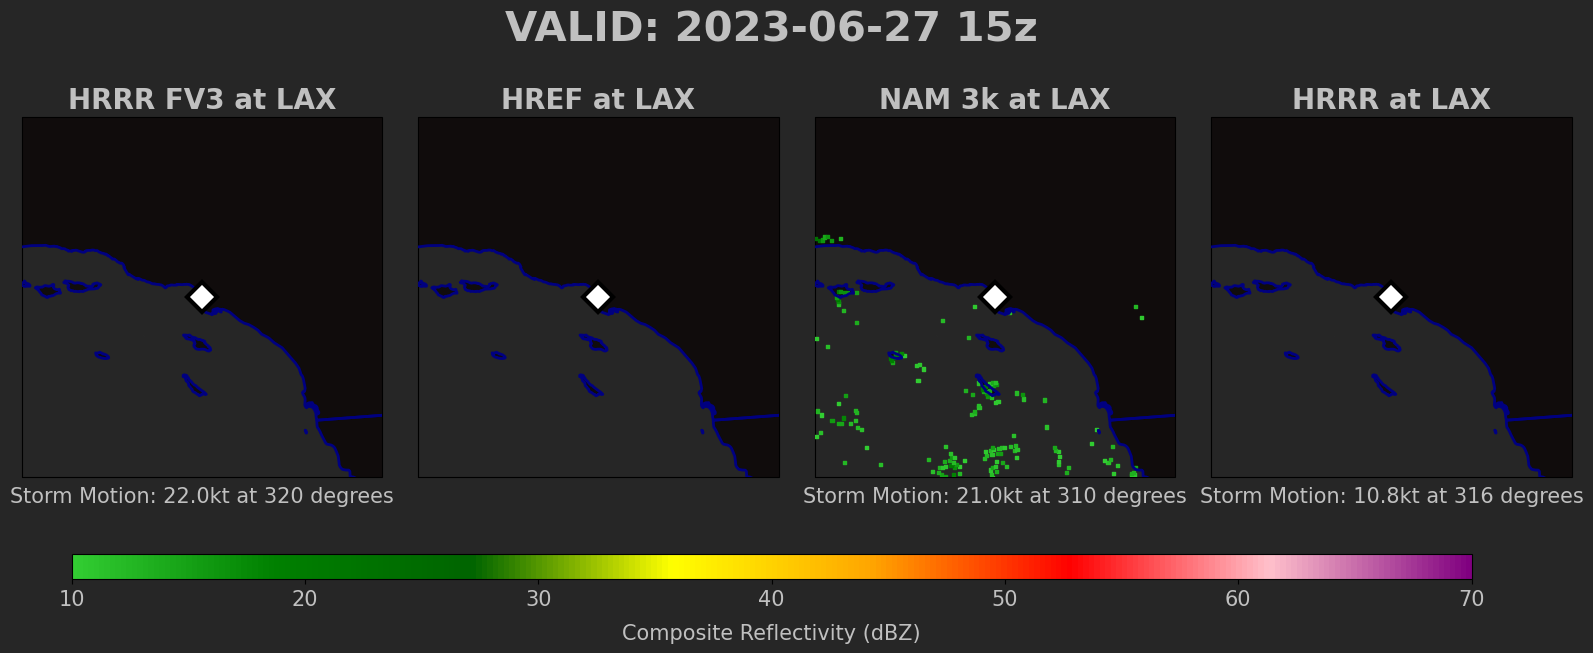 VALID: 2023-06-27 15z
HRRR FV3 at LAX
HREF at LAX
NAM 3k at LAX
HRRR at LAX
Storm Motion: 22.0kt at 320 degrees
Storm Motion: 21.0kt at 310 degrees
Storm Motion: 10.8kt at 316 degrees
10 20 30 40 50 60 70
Composite Reflectivity (dBZ)